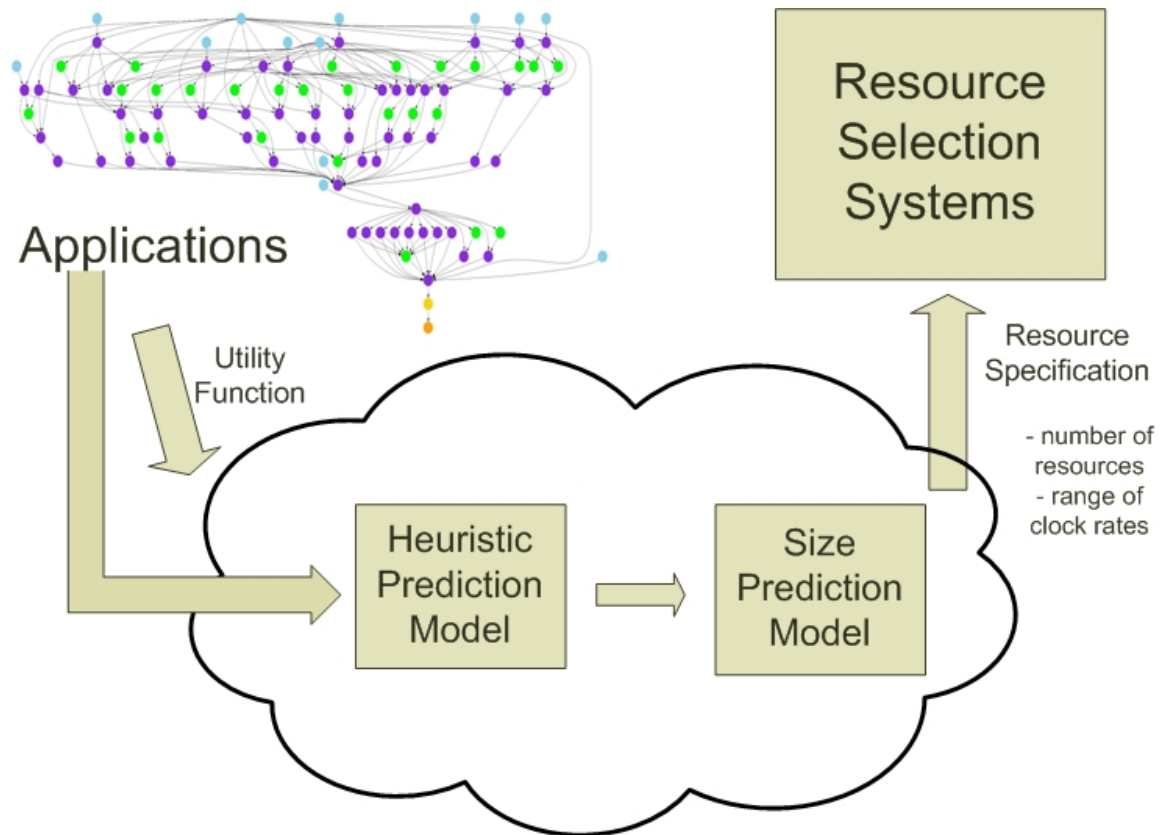 Applications
Resource
Selection
Systems
Utility
Function
Resource
Specification
- number of
resources
- range of
clock rates
Heuristic
Prediction
Model
Size
Prediction
Model